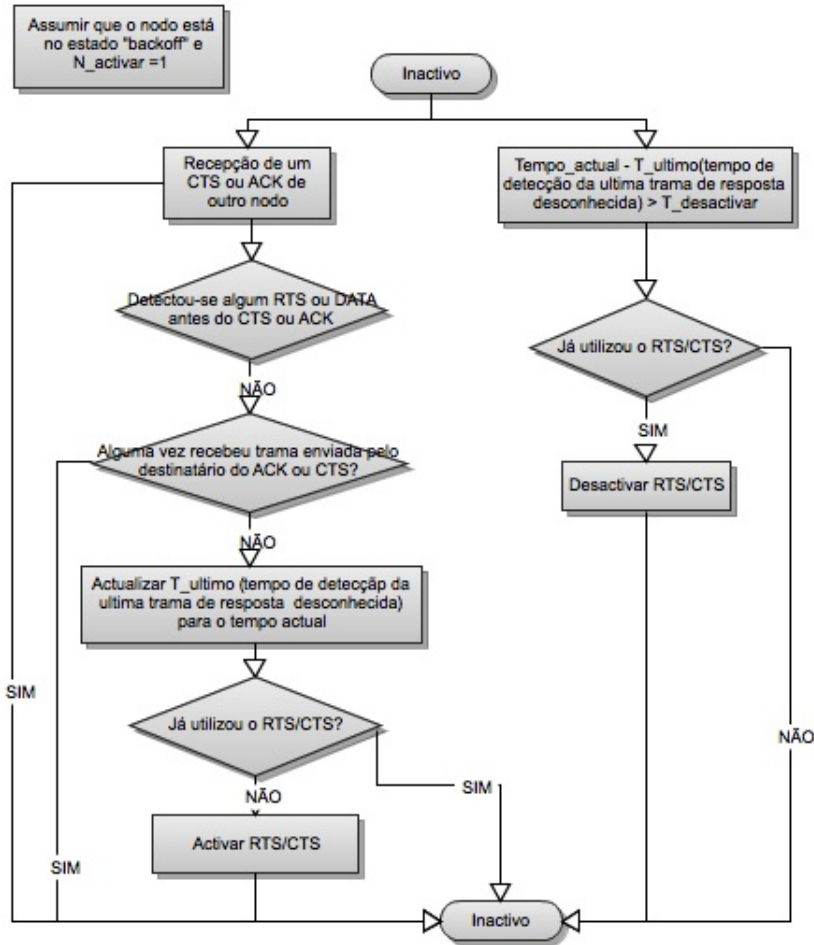 Assumir que o nodo está
no estado "backoff" e
N_activar =1
Inactivo
Recepção de um
CTS ou ACK de
outro nodo
Tempo_actual - T_ultimo(tempo de
detecção da ultima trama de resposta
desconhecida) > T_desactivar
Detectou-se algum RTS ou DATA
antes do CTS ou ACK
Já utilizou o RTS/CTS?
NÃO
SIM
Alguma vez recebeu trama enviada pelo
destinatário do ACK ou CTS?
Desactivar RTS/CTS
NÃO
Actualizar T_ultimo (tempo de detecçãp da
ultima trama de resposta desconhecida)
para o tempo actual
SIM
Já utilizou o RTS/CTS?
NÃO
NÃO
SIM
Activar RTS/CTS
SIM
Inactivo